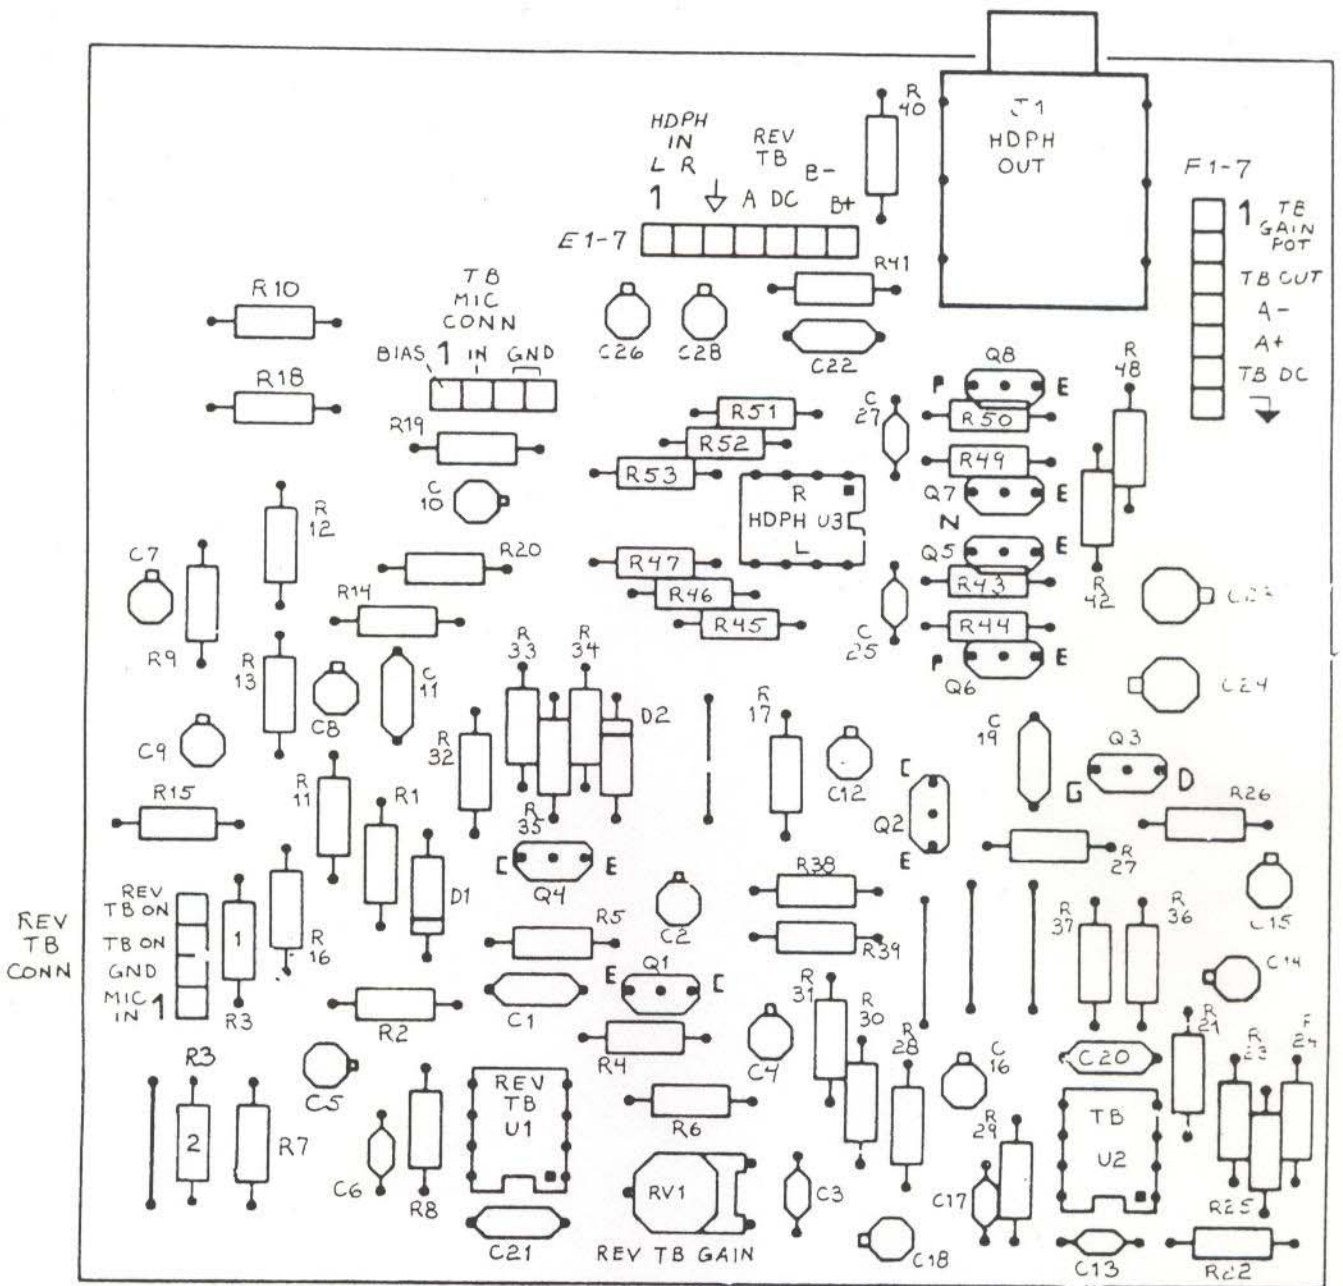 R
40
J1
HDPH
OUT
HDPH
IN
L R
REV
TB
B-
1
A DC
B+
E1-7
F1-7
1
TB
GAIN
POT
TB OUT
A-
A+
TB DC
R41
R10
TB
MIC
CONN
BIAS 1 IN GND
C26
C28
C22
R18
R19
Q8
P E
R
48
C
27
R51
R50
R52
R49
R53
C
10
R
HDPH U3
L
Q7 E
N
R
12
Q5 E
R20
C7
R47
R43
R46
R
42
R14
R45
R44
C23
C
25
P E
Q6
R9
R
13
R
33
R
34
C
11
C8
D2
R
17
C24
C9
R
32
C
19
Q3
G D
R15
R
11
R1
R
35
C12
C
Q2
E
R26
R
27
C E
Q4
R38
REV
TB ON
TB ON
GND
MIC
IN 1
REV
TB
CONN
1
R3
R
16
D1
R5
C2
R39
R
37
R
36
C15
E Q1 C
C14
C1
R2
R4
R
31
R
30
R
28
C4
C
16
R
21
R
23
24
C20
R3
C5
REV
TB
U1
R6
2
R7
R
29
TB
U2
C6
R8
RV1
C3
C17
R25
C21
REV TB GAIN
C18
C13
R22